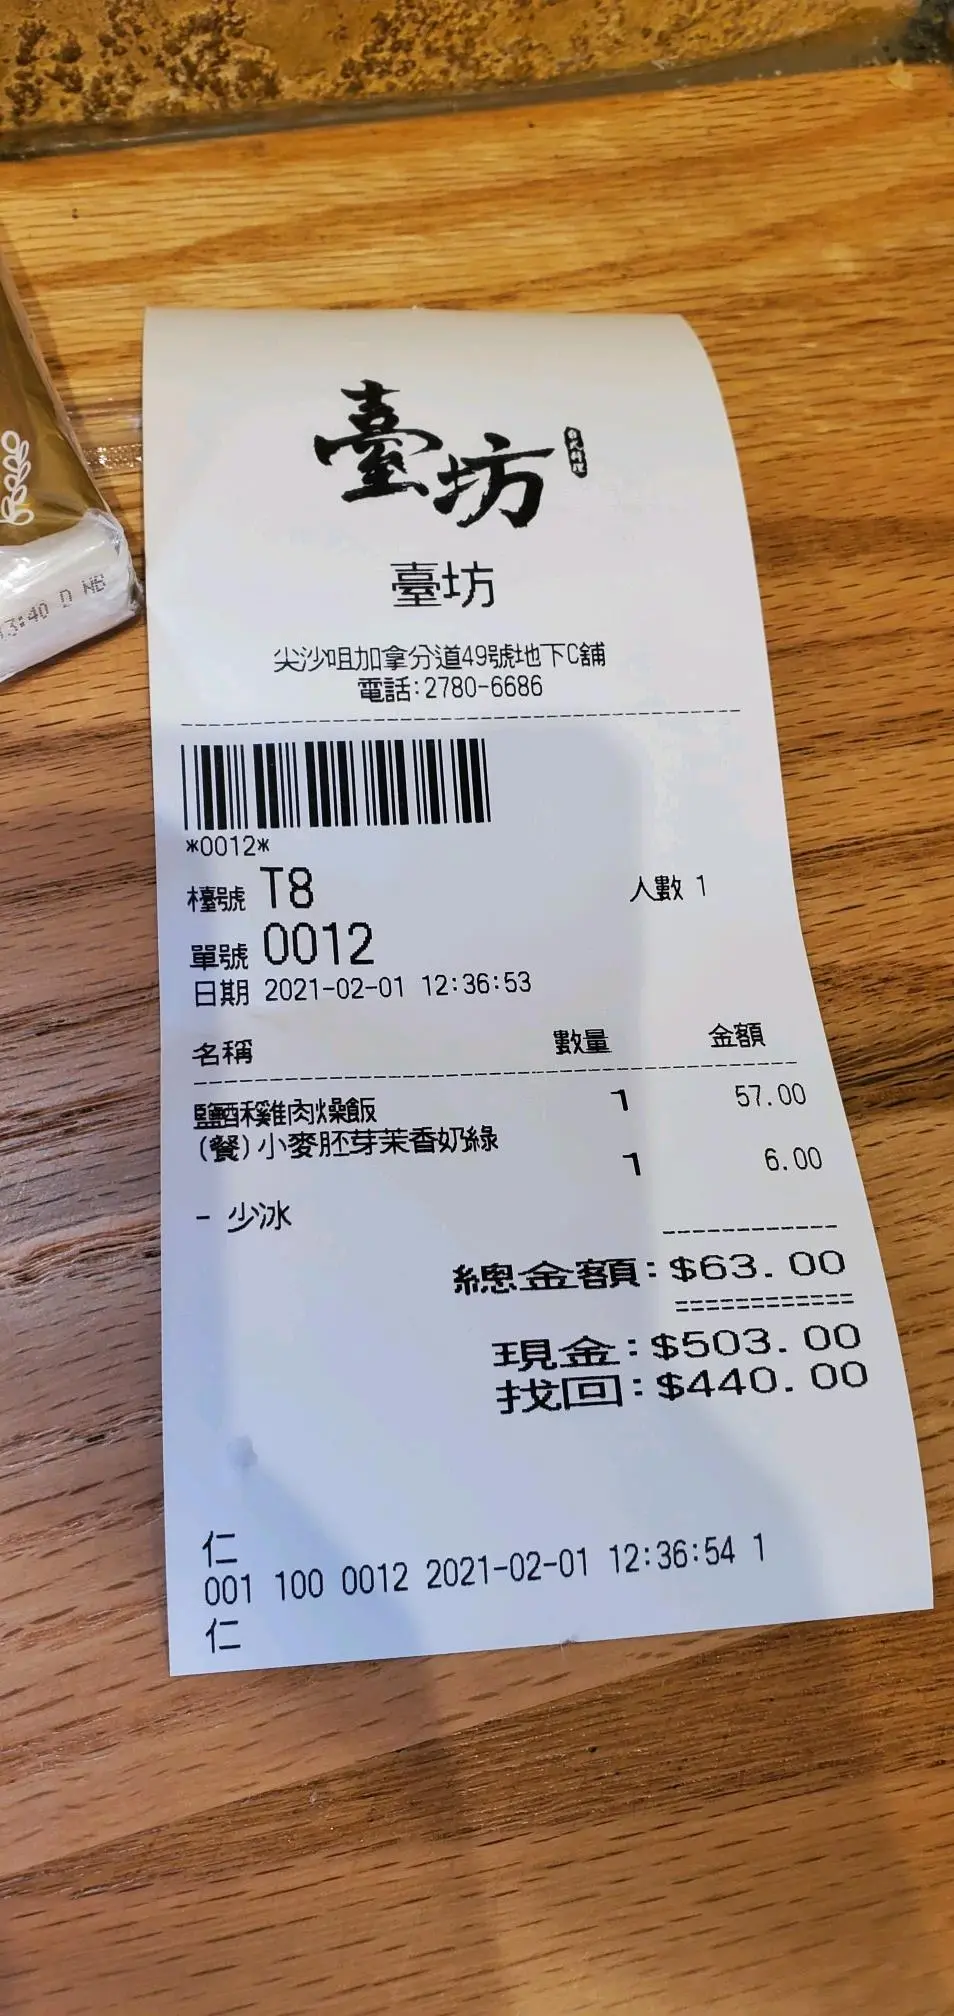 臺坊
臺坊
尖沙咀加拿分道49號地下C舖
電話:2780-6686
*0012*
檯號 T8 人數 1
單號 0012
日期 2021-02-01 12:36:53
名稱 數量 金額
鹽酥雞肉燥飯 1 57.00
(餐)小麥胚芽茉香奶綠
1 6.00
- 少冰
總金額:$63.00
============
現金:$503.00
找回:$440.00
仁
001 100 0012 2021-02-01 12:36:54 1
仁
3:40 D NB